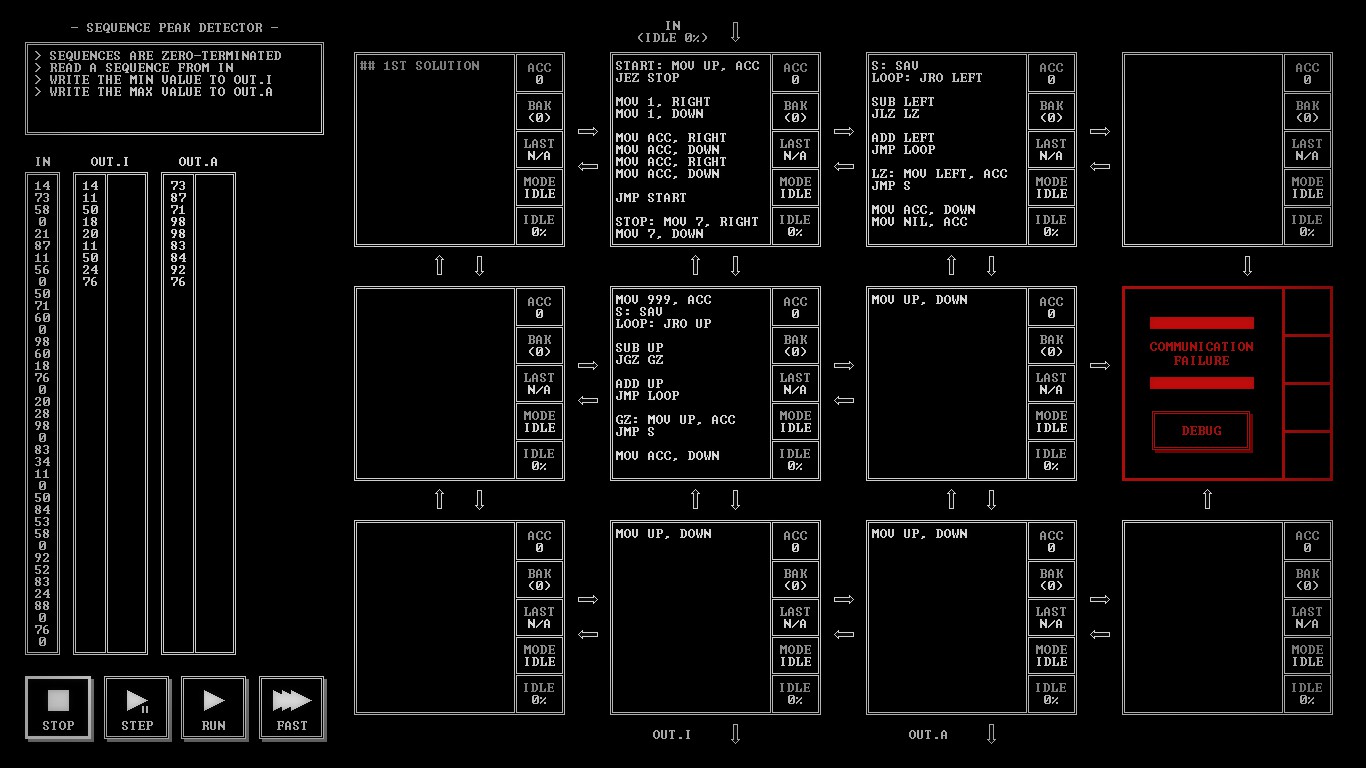 - SEQUENCE PEAK DETECTOR -
> SEQUENCES ARE ZERO-TERMINATED
> READ A SEQUENCE FROM IN
> WRITE THE MIN VALUE TO OUT.I
> WRITE THE MAX VALUE TO OUT.A
IN OUT.I OUT.A
14 14 73
73 11 87
58 50 71
0 18 98
21 20 98
87 11 83
11 50 84
56 24 92
0 76 76
50
71
60
0
98
60
18
76
0
20
28
98
0
83
34
11
0
50
84
53
58
0
92
52
83
24
88
0
76
0
STOP
STEP
RUN
FAST
IN
(IDLE 0%)
## 1ST SOLUTION
ACC
0
BAK
(0)
LAST
N/A
MODE
IDLE
IDLE
0%
START: MOV UP, ACC
JEZ STOP
MOV 1, RIGHT
MOV 1, DOWN
MOV ACC, RIGHT
MOV ACC, DOWN
MOV ACC, RIGHT
MOV ACC, DOWN
JMP START
STOP: MOV 7, RIGHT
MOV 7, DOWN
ACC
0
BAK
(0)
LAST
N/A
MODE
IDLE
IDLE
0%
S: SAV
LOOP: JRO LEFT
SUB LEFT
JLZ LZ
ADD LEFT
JMP LOOP
LZ: MOV LEFT, ACC
JMP S
MOV ACC, DOWN
MOV NIL, ACC
ACC
0
BAK
(0)
LAST
N/A
MODE
IDLE
IDLE
0%
ACC
0
BAK
(0)
LAST
N/A
MODE
IDLE
IDLE
0%
ACC
0
BAK
(0)
LAST
N/A
MODE
IDLE
IDLE
0%
MOV 999, ACC
S: SAV
LOOP: JRO UP
SUB UP
JGZ GZ
ADD UP
JMP LOOP
GZ: MOV UP, ACC
JMP S
MOV ACC, DOWN
ACC
0
BAK
(0)
LAST
N/A
MODE
IDLE
IDLE
0%
MOV UP, DOWN
ACC
0
BAK
(0)
LAST
N/A
MODE
IDLE
IDLE
0%
COMMUNICATION
FAILURE
DEBUG
ACC
0
BAK
(0)
LAST
N/A
MODE
IDLE
IDLE
0%
MOV UP, DOWN
ACC
0
BAK
(0)
LAST
N/A
MODE
IDLE
IDLE
0%
MOV UP, DOWN
ACC
0
BAK
(0)
LAST
N/A
MODE
IDLE
IDLE
0%
ACC
0
BAK
(0)
LAST
N/A
MODE
IDLE
IDLE
0%
OUT.I
OUT.A